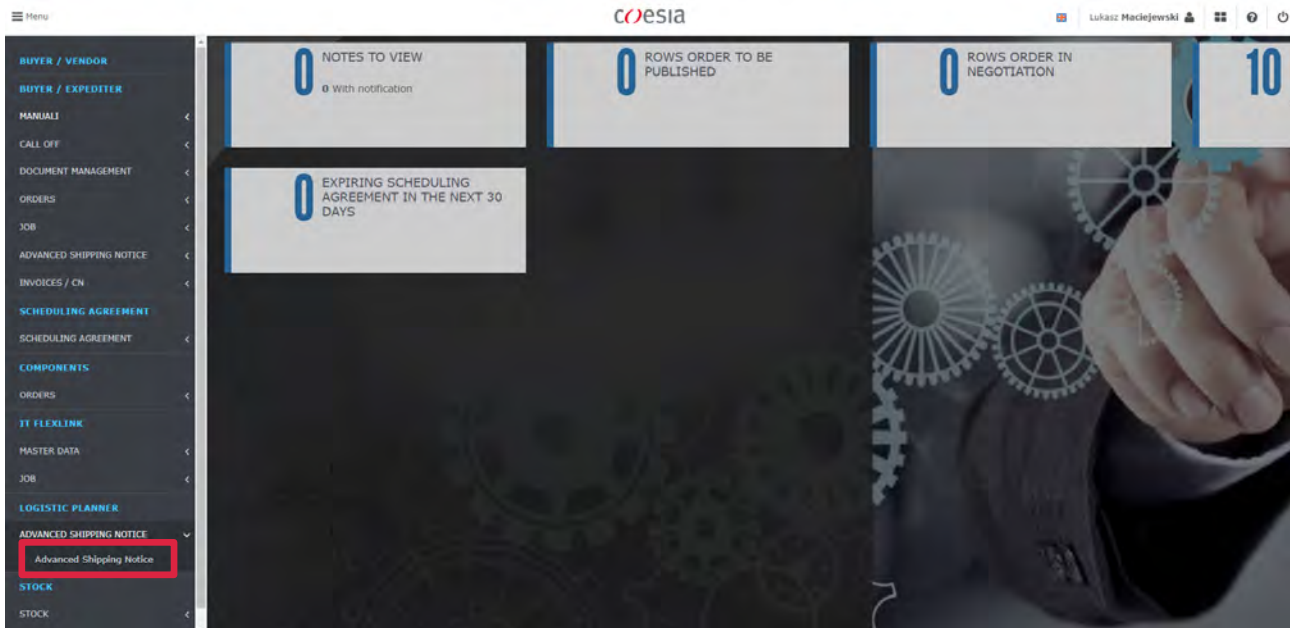 Menu
coesia
Lukasz Maciejewski
BUYER / VENDOR
BUYER / EXPEDITER
MANUALI
CALL OFF
DOCUMENT MANAGEMENT
ORDERS
JOB
ADVANCED SHIPPING NOTICE
INVOICES / CN
SCHEDULING AGREEMENT
SCHEDULING AGREEMENT
COMPONENTS
ORDERS
IT FLEXLINK
MASTER DATA
JOB
LOGISTIC PLANNER
ADVANCED SHIPPING NOTICE
Advanced Shipping Notice
STOCK
STOCK
0
NOTES TO VIEW
0 With notification
0
ROWS ORDER TO BE
PUBLISHED
0
ROWS ORDER IN
NEGOTIATION
10
0
EXPIRING SCHEDULING
AGREEMENT IN THE NEXT 30
DAYS